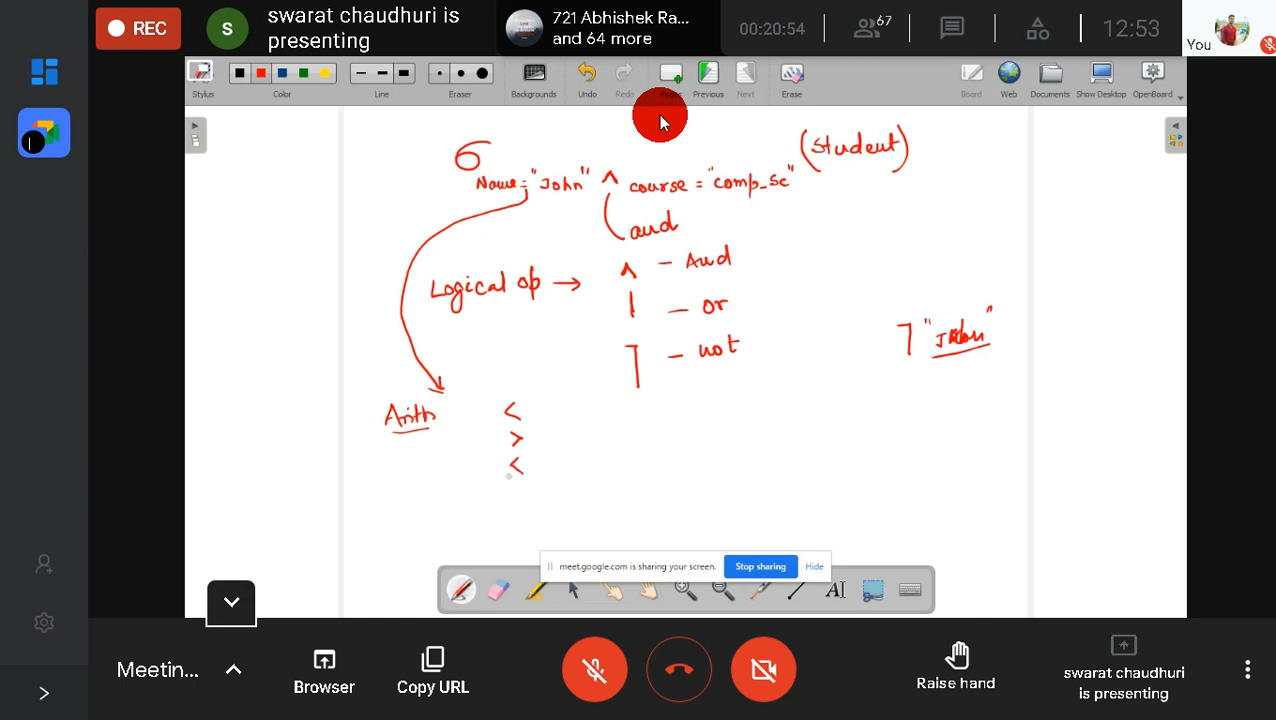 REC
s
swarat chaudhuri is
presenting
721 Abhishek Ra...
and 64 more
00:20:54
67
12:53
You
Stylus
Color
Line
Eraser
Backgrounds
Undo
Redo
Pages
Previous
Next
Erase
Board
Web
Documents
Show Desktop
OpenBoard
σ Name="John" ∧ course = "comp_sc" (Student)
and
Logical op → ∧ - And
| - or
ㄱ - not
ㄱ "John"
Arith <
>
<
meet.google.com is sharing your screen.
Stop sharing
Hide
Meetin...
Browser
Copy URL
Raise hand
swarat chaudhuri
is presenting